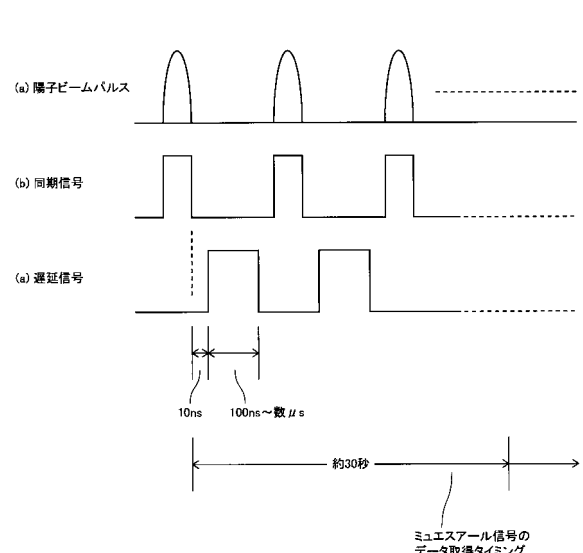 (a) 陽子ビームパルス
(b) 同期信号
(a) 遅延信号
10ns
100ns～数μs
約30秒
ミュエスアール信号の
データ取得タイミング